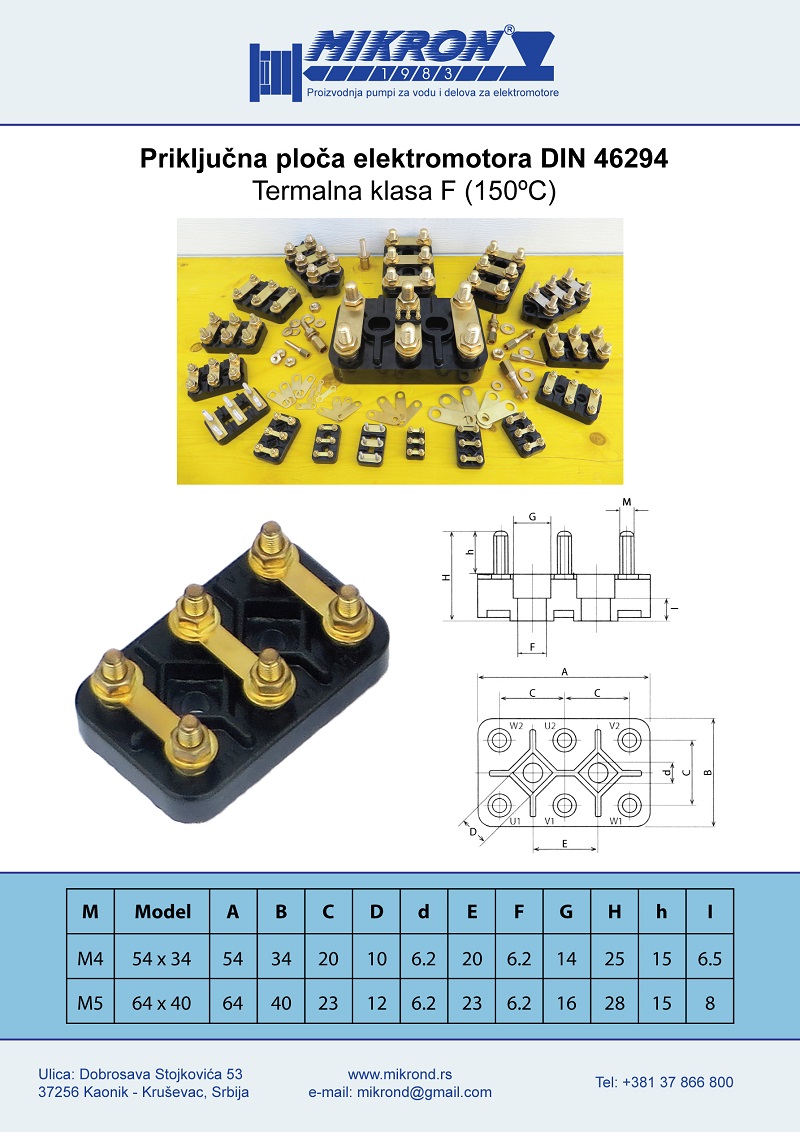 MIKRON®
1983
Proizvodnja pumpi za vodu i delova za elektromotore
Priključna ploča elektromotora DIN 46294
Termalna klasa F (150ºC)
M
G
h
H
I
F
A
C C
W2 U2 V2
d C B
U1 V1 W1
D
E
M Model A B C D d E F G H h I
M4 54 x 34 54 34 20 10 6.2 20 6.2 14 25 15 6.5
M5 64 x 40 64 40 23 12 6.2 23 6.2 16 28 15 8
Ulica: Dobrosava Stojkovića 53
37256 Kaonik - Kruševac, Srbija
www.mikrond.rs
e-mail: mikrond@gmail.com
Tel: +381 37 866 800